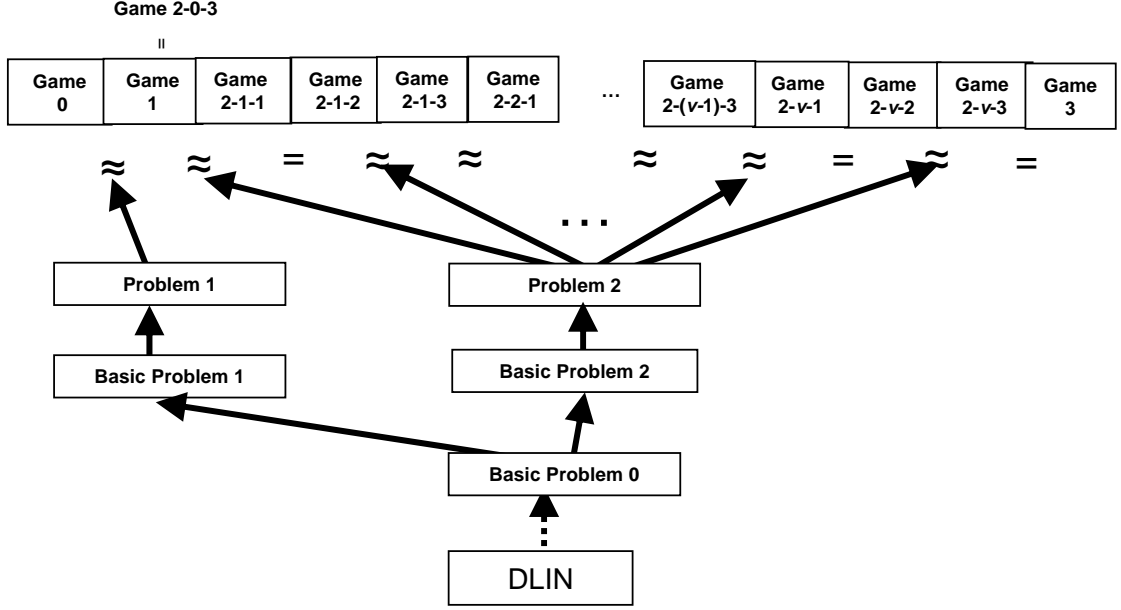 Game 2-0-3
=
Game 0
Game 1
Game 2-1-1
Game 2-1-2
Game 2-1-3
Game 2-2-1
...
Game 2-(v-1)-3
Game 2-v-1
Game 2-v-2
Game 2-v-3
Game 3
≈ ≈ = ≈ ≈ ≈ ≈ = ≈ =
...
Problem 1
Problem 2
Basic Problem 1
Basic Problem 2
Basic Problem 0
DLIN